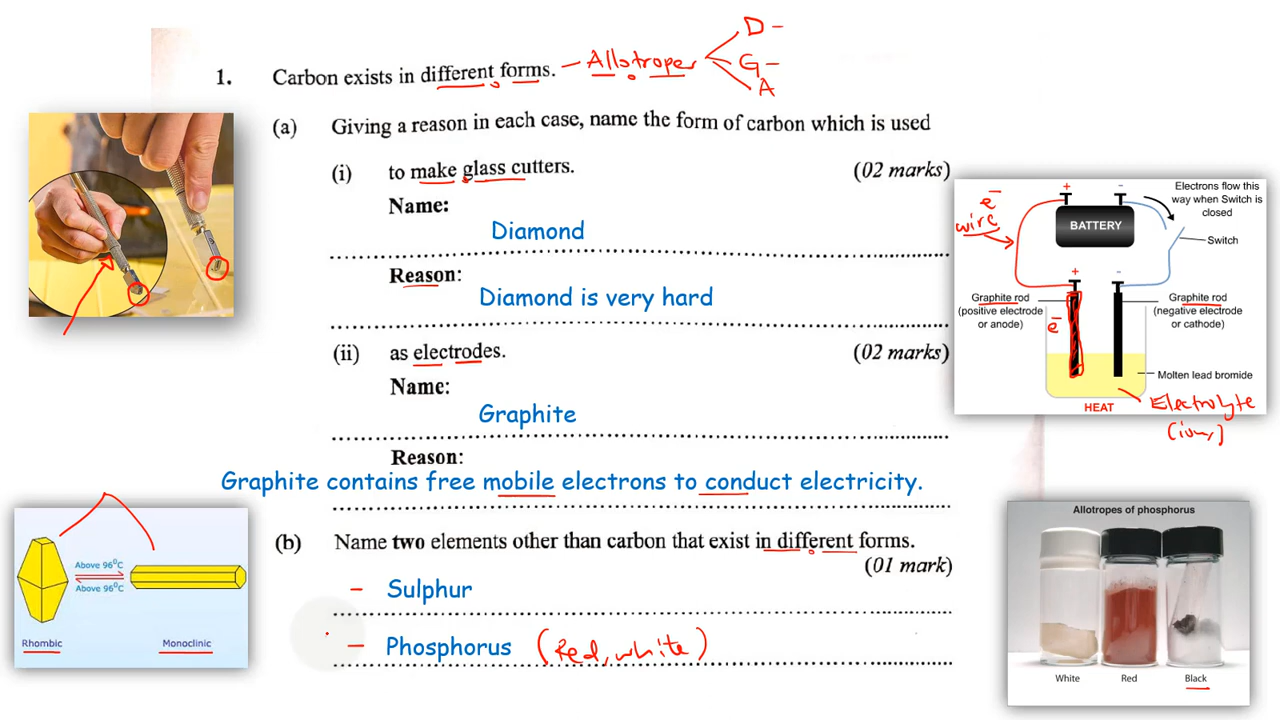 1. Carbon exists in different forms. – Allotroper
D –
G –
A
(a) Giving a reason in each case, name the form of carbon which is used
(i) to make glass cutters. (02 marks)
Name:
Diamond
Reason:
Diamond is very hard
(ii) as electrodes. (02 marks)
Name:
Graphite
Reason:
Graphite contains free mobile electrons to conduct electricity.
(b) Name two elements other than carbon that exist in different forms.
(01 mark)
– Sulphur
– Phosphorus (Red, white)
+ -
Electrons flow this
way when Switch is
closed
e-
wire
BATTERY
Switch
+ -
Graphite rod
(positive electrode
or anode)
Graphite rod
(negative electrode
or cathode)
e-
Molten lead bromide
HEAT
Electrolyte
(ions)
Above 96°C
Above 96°C
Rhombic Monoclinic
Allotropes of phosphorus
White Red Black